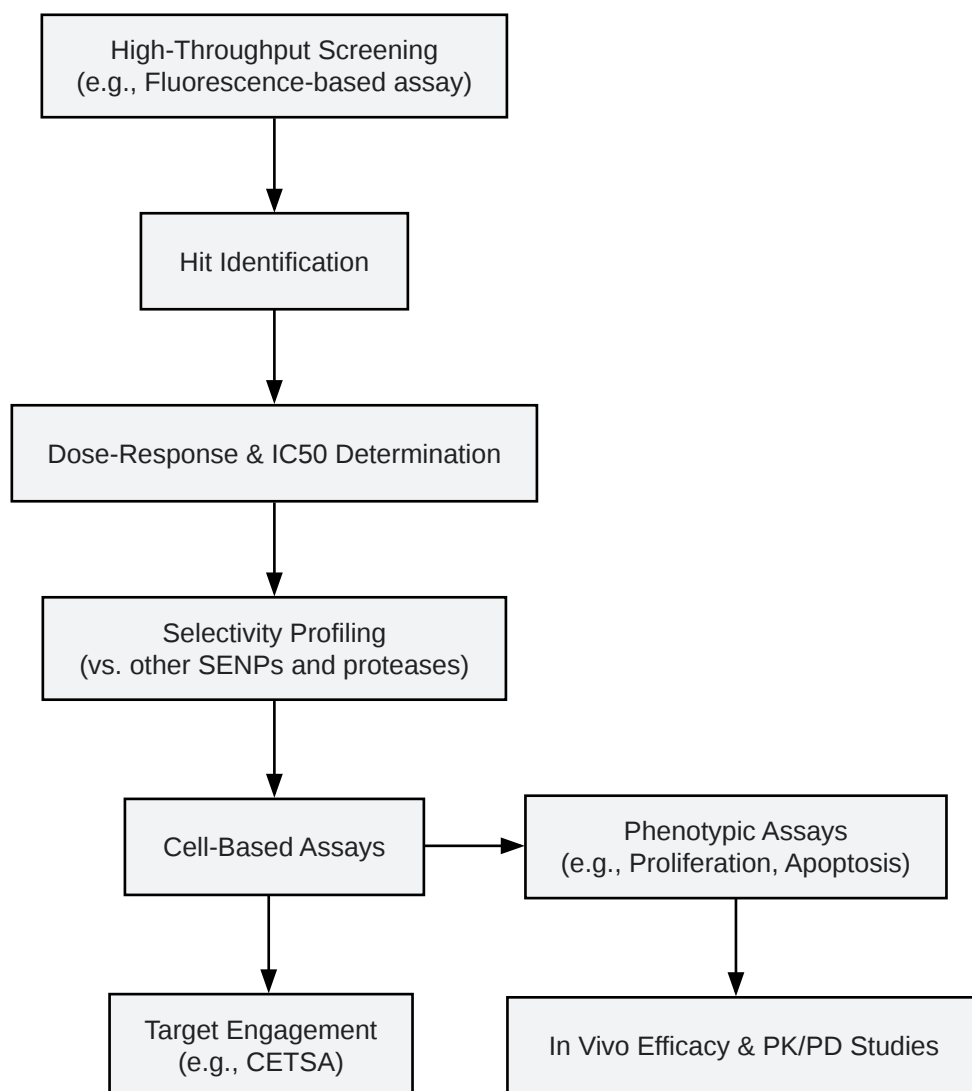 High-Throughput Screening
(e.g., Fluorescence-based assay)
Hit Identification
Dose-Response & IC50 Determination
Selectivity Profiling
(vs. other SENPs and proteases)
Cell-Based Assays
Phenotypic Assays
(e.g., Proliferation, Apoptosis)
Target Engagement
(e.g., CETSA)
In Vivo Efficacy & PK/PD Studies